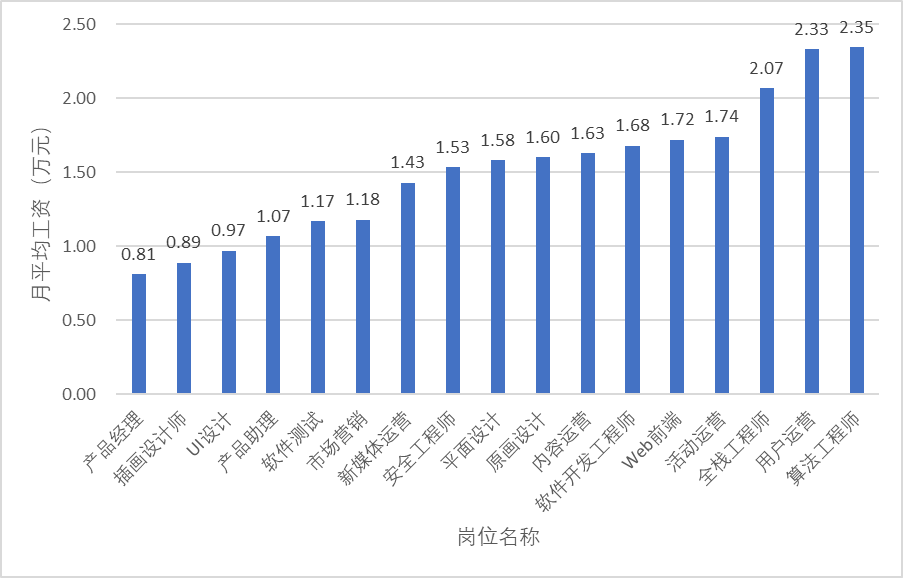 2.50
2.00
1.50
1.00
0.50
0.00
月平均工资（万元）
0.81
0.89
0.97
1.07
1.17
1.18
1.43
1.53
1.58
1.60
1.63
1.68
1.72
1.74
2.07
2.33
2.35
产品经理
插画设计师
UI设计
产品助理
软件测试
市场营销
新媒体运营
安全工程师
平面设计
原画设计
内容运营
软件开发工程师
Web前端
活动运营
全栈工程师
用户运营
算法工程师
岗位名称